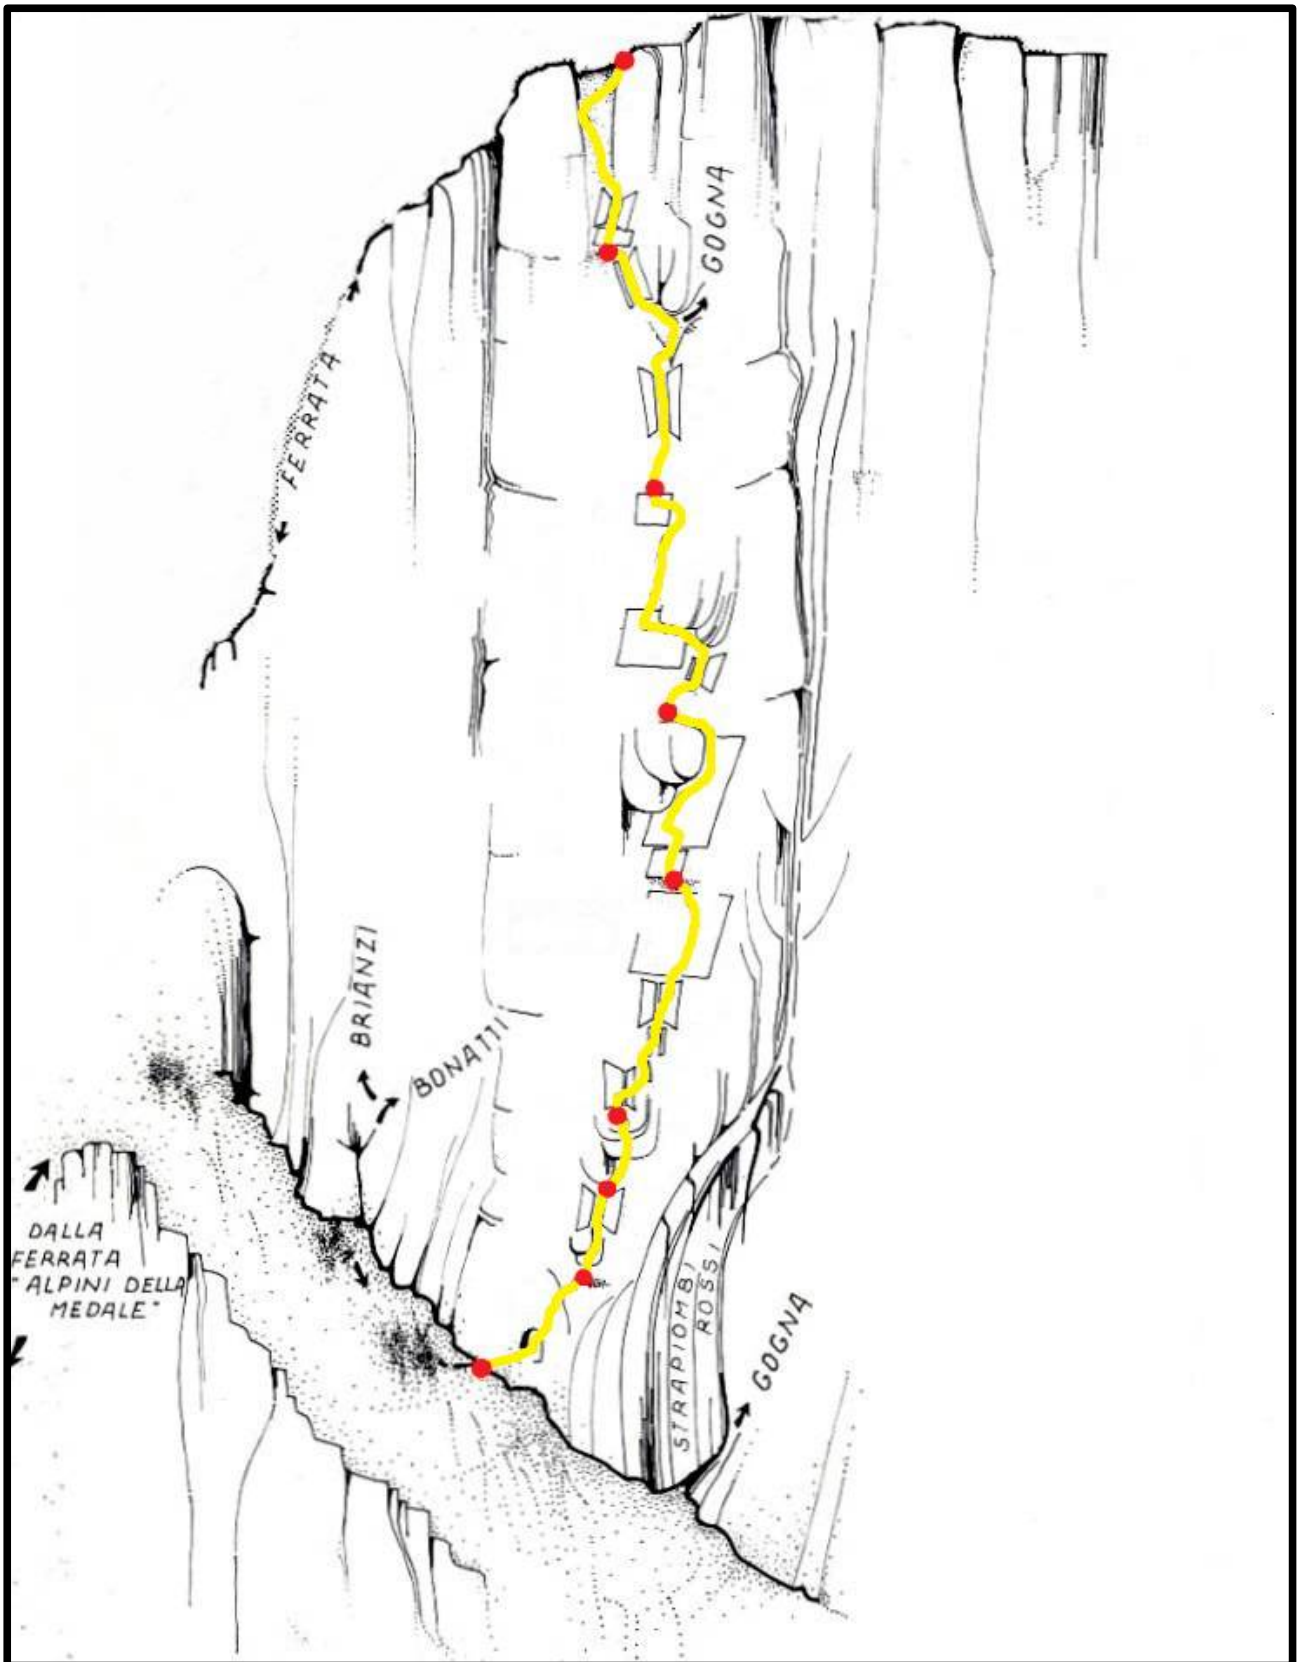 GOGNA
FERRATA
BRIANZI
BONATTI
DALLA
FERRATA
"ALPINI DELLA
MEDALE"
STRAPIOMBI
ROSSI
GOGNA